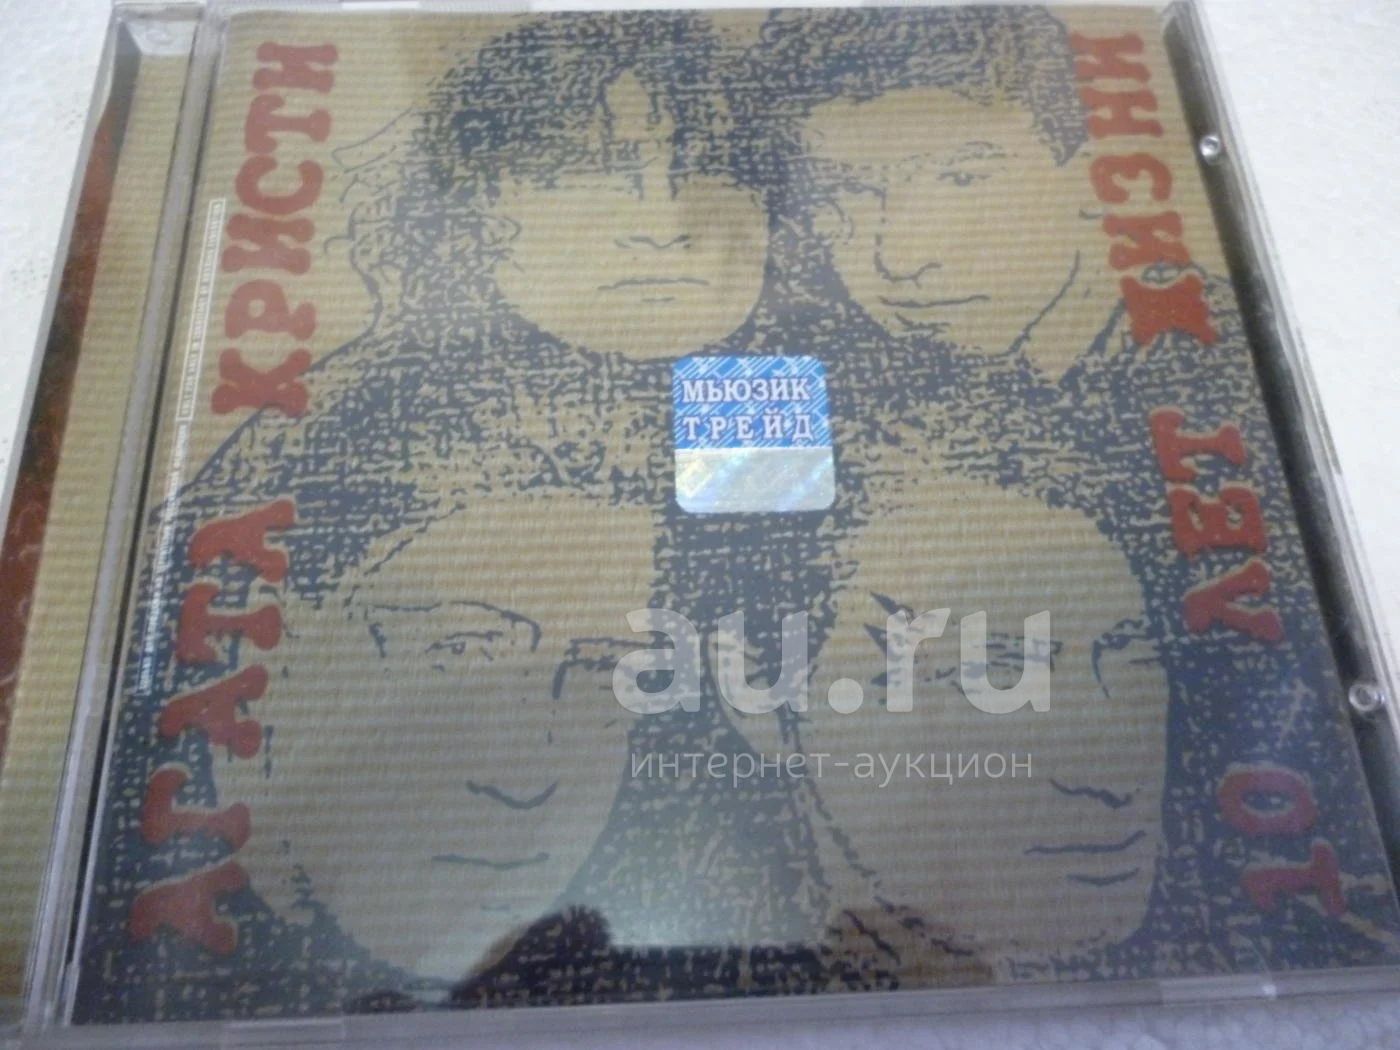 АГАТА КРИСТИ
10 ЛЕТ ЖИЗНИ
МЬЮЗИК
ТРЕЙД
au.ru
интернет-аукцион